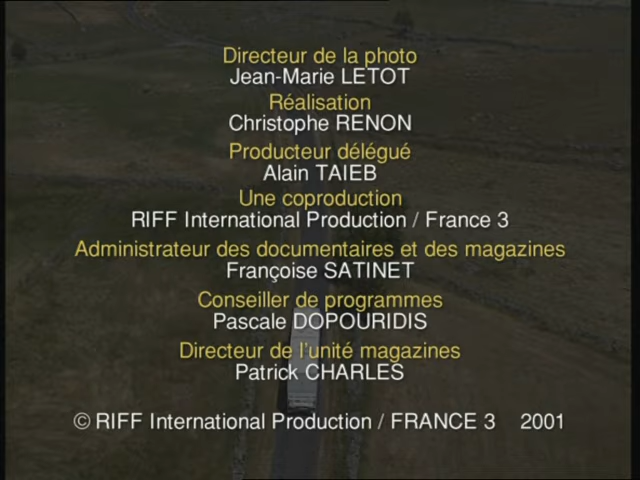 Directeur de la photo
Jean-Marie LETOT
Réalisation
Christophe RENON
Producteur délégué
Alain TAIEB
Une coproduction
RIFF International Production / France 3
Administrateur des documentaires et des magazines
Françoise SATINET
Conseiller de programmes
Pascale DOPOURIDIS
Directeur de l'unité magazines
Patrick CHARLES
© RIFF International Production / FRANCE 3 2001